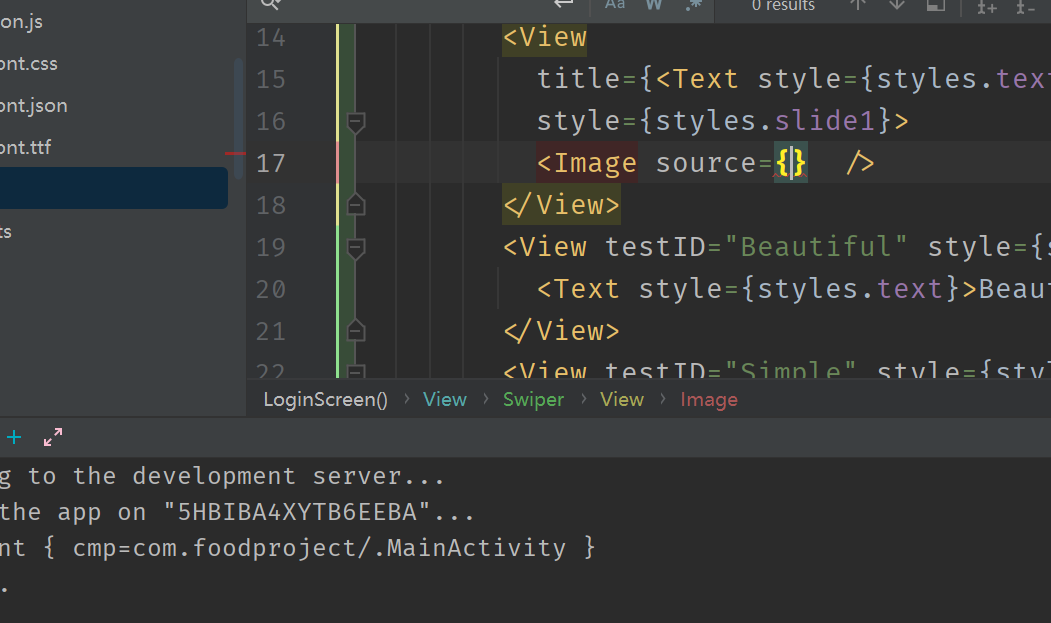 on.js
ont.css
ont.json
ont.ttf
ts
Aa W .* 0 results
14 <View
15 title={<Text style={styles.tex
16 style={styles.slide1}>
17 <Image source={} />
18 </View>
19 <View testID="Beautiful" style={s
20 <Text style={styles.text}>Beau
21 </View>
22 <View testID="Simple" style={styl
LoginScreen() › View › Swiper › View › Image
g to the development server...
the app on "5HBIBA4XYTB6EEBA"...
nt { cmp=com.foodproject/.MainActivity }
.